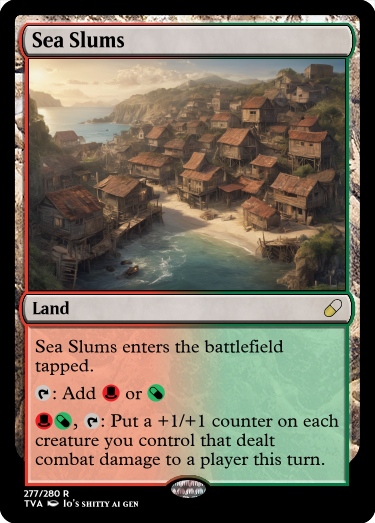 Sea Slums
Land
Sea Slums enters the battlefield
tapped.
: Add or
, : Put a +1/+1 counter on each
creature you control that dealt
combat damage to a player this turn.
277/280 R
TVA Io's SHITTY AI GEN